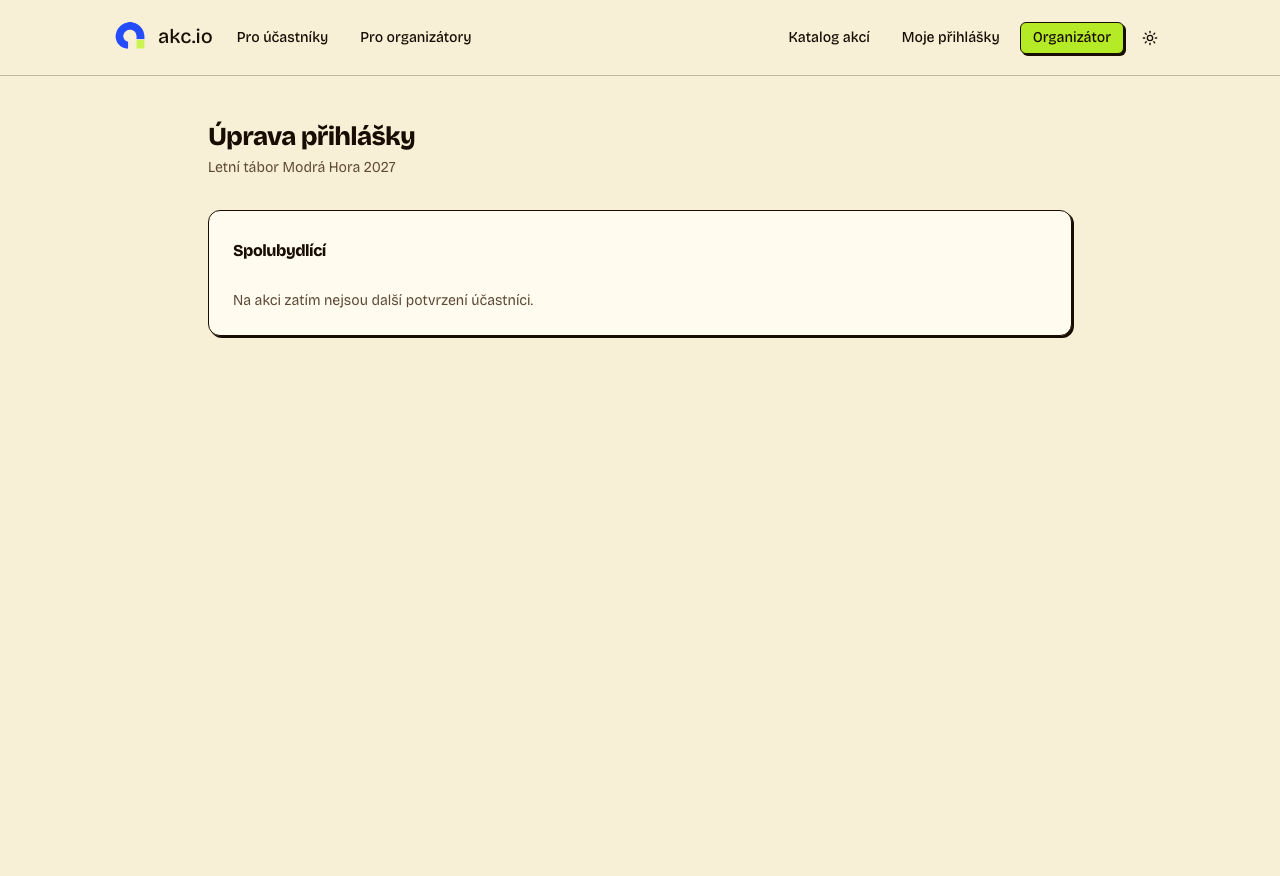 akc.io
Pro účastníky
Pro organizátory
Katalog akcí
Moje přihlášky
Organizátor
Úprava přihlášky
Letní tábor Modrá Hora 2027
Spolubydlící
Na akci zatím nejsou další potvrzení účastníci.